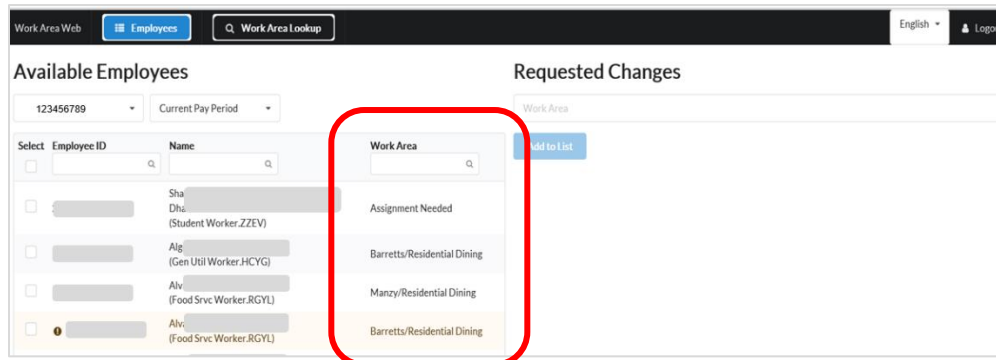 Work Area Web Employees Work Area Lookup English Logo
Available Employees
Requested Changes
123456789 Current Pay Period
Work Area
Select Employee ID Name Work Area
Add to List
Sha
Dha
(Student Worker.ZZEV)
Assignment Needed
Alg
(Gen Util Worker.HCYG)
Barretts/Residential Dining
Alv
(Food Srvc Worker.RGYL)
Manzy/Residential Dining
Alva
(Food Srvc Worker.RGYL)
Barretts/Residential Dining